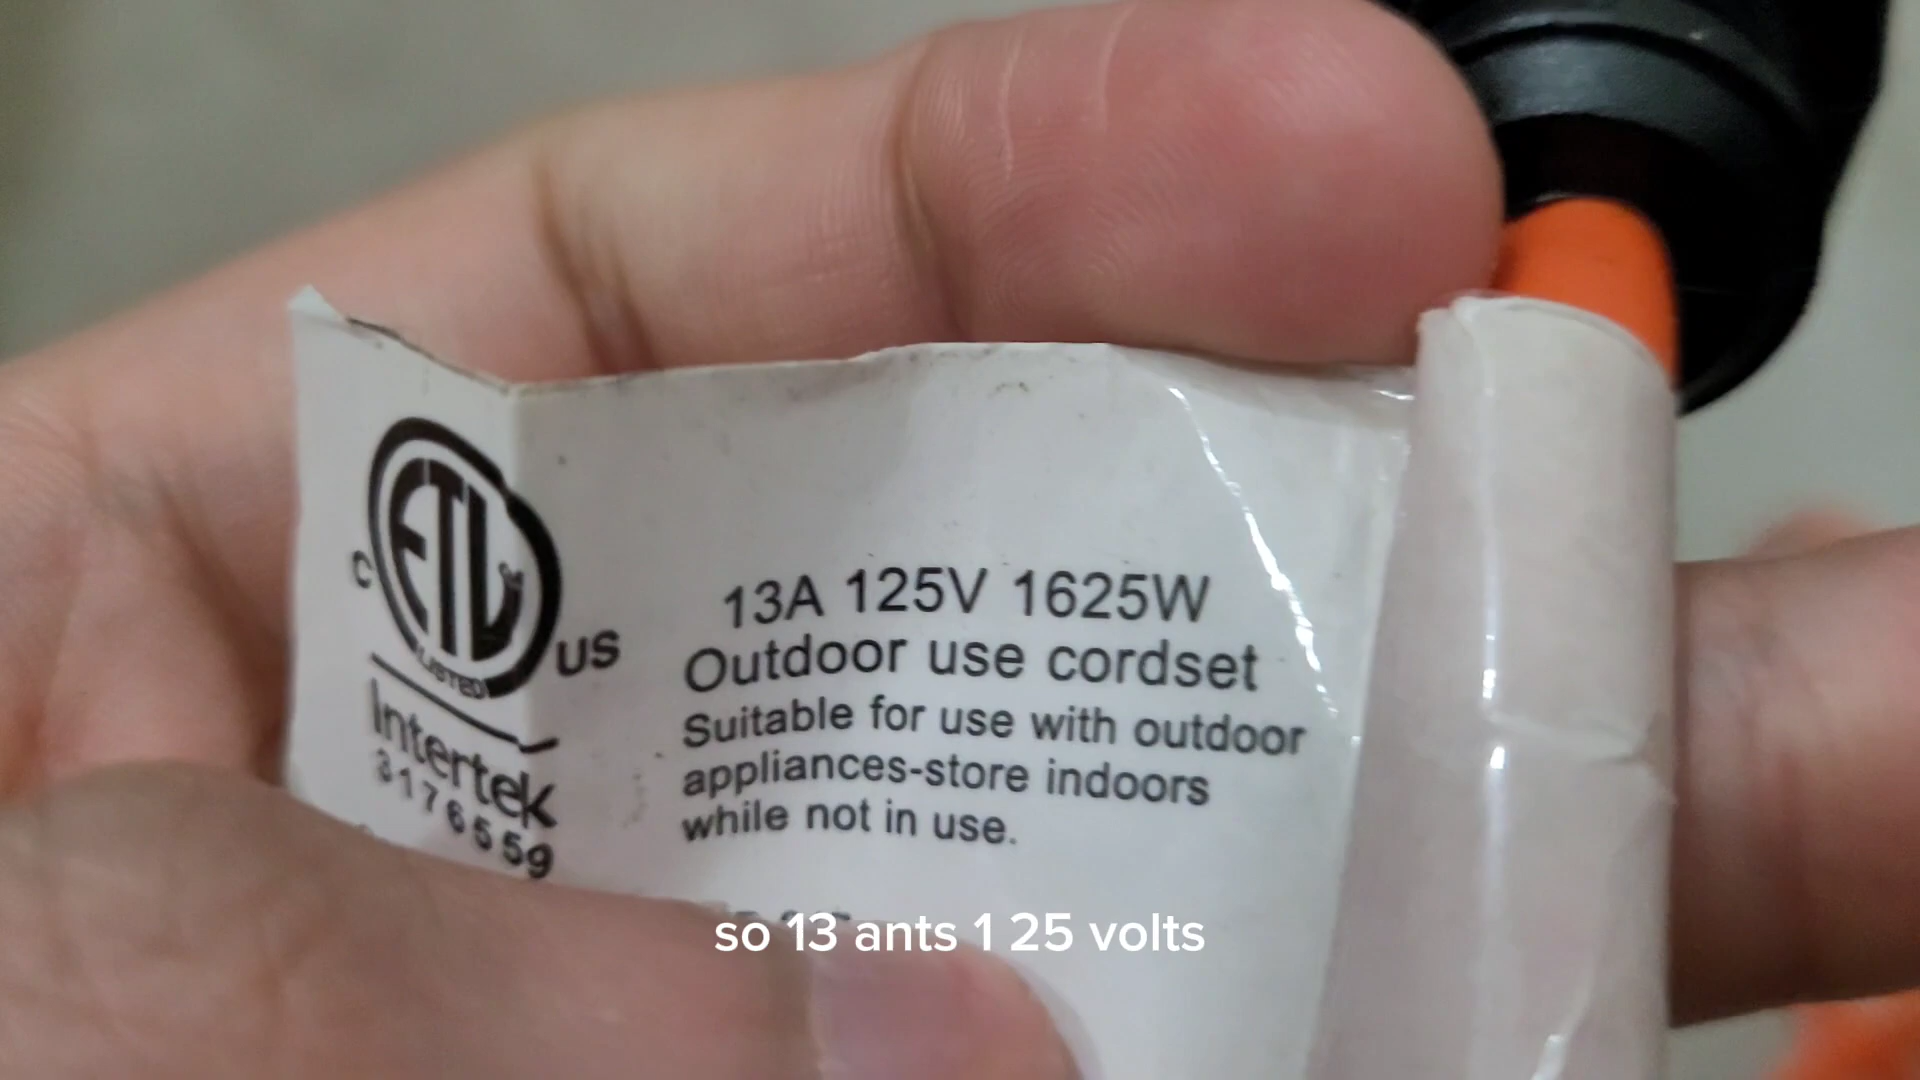 ETL
LISTED
C
US
Intertek
3176559
13A 125V 1625W
Outdoor use cordset
Suitable for use with outdoor
appliances-store indoors
while not in use.
so 13 ants 1 25 volts